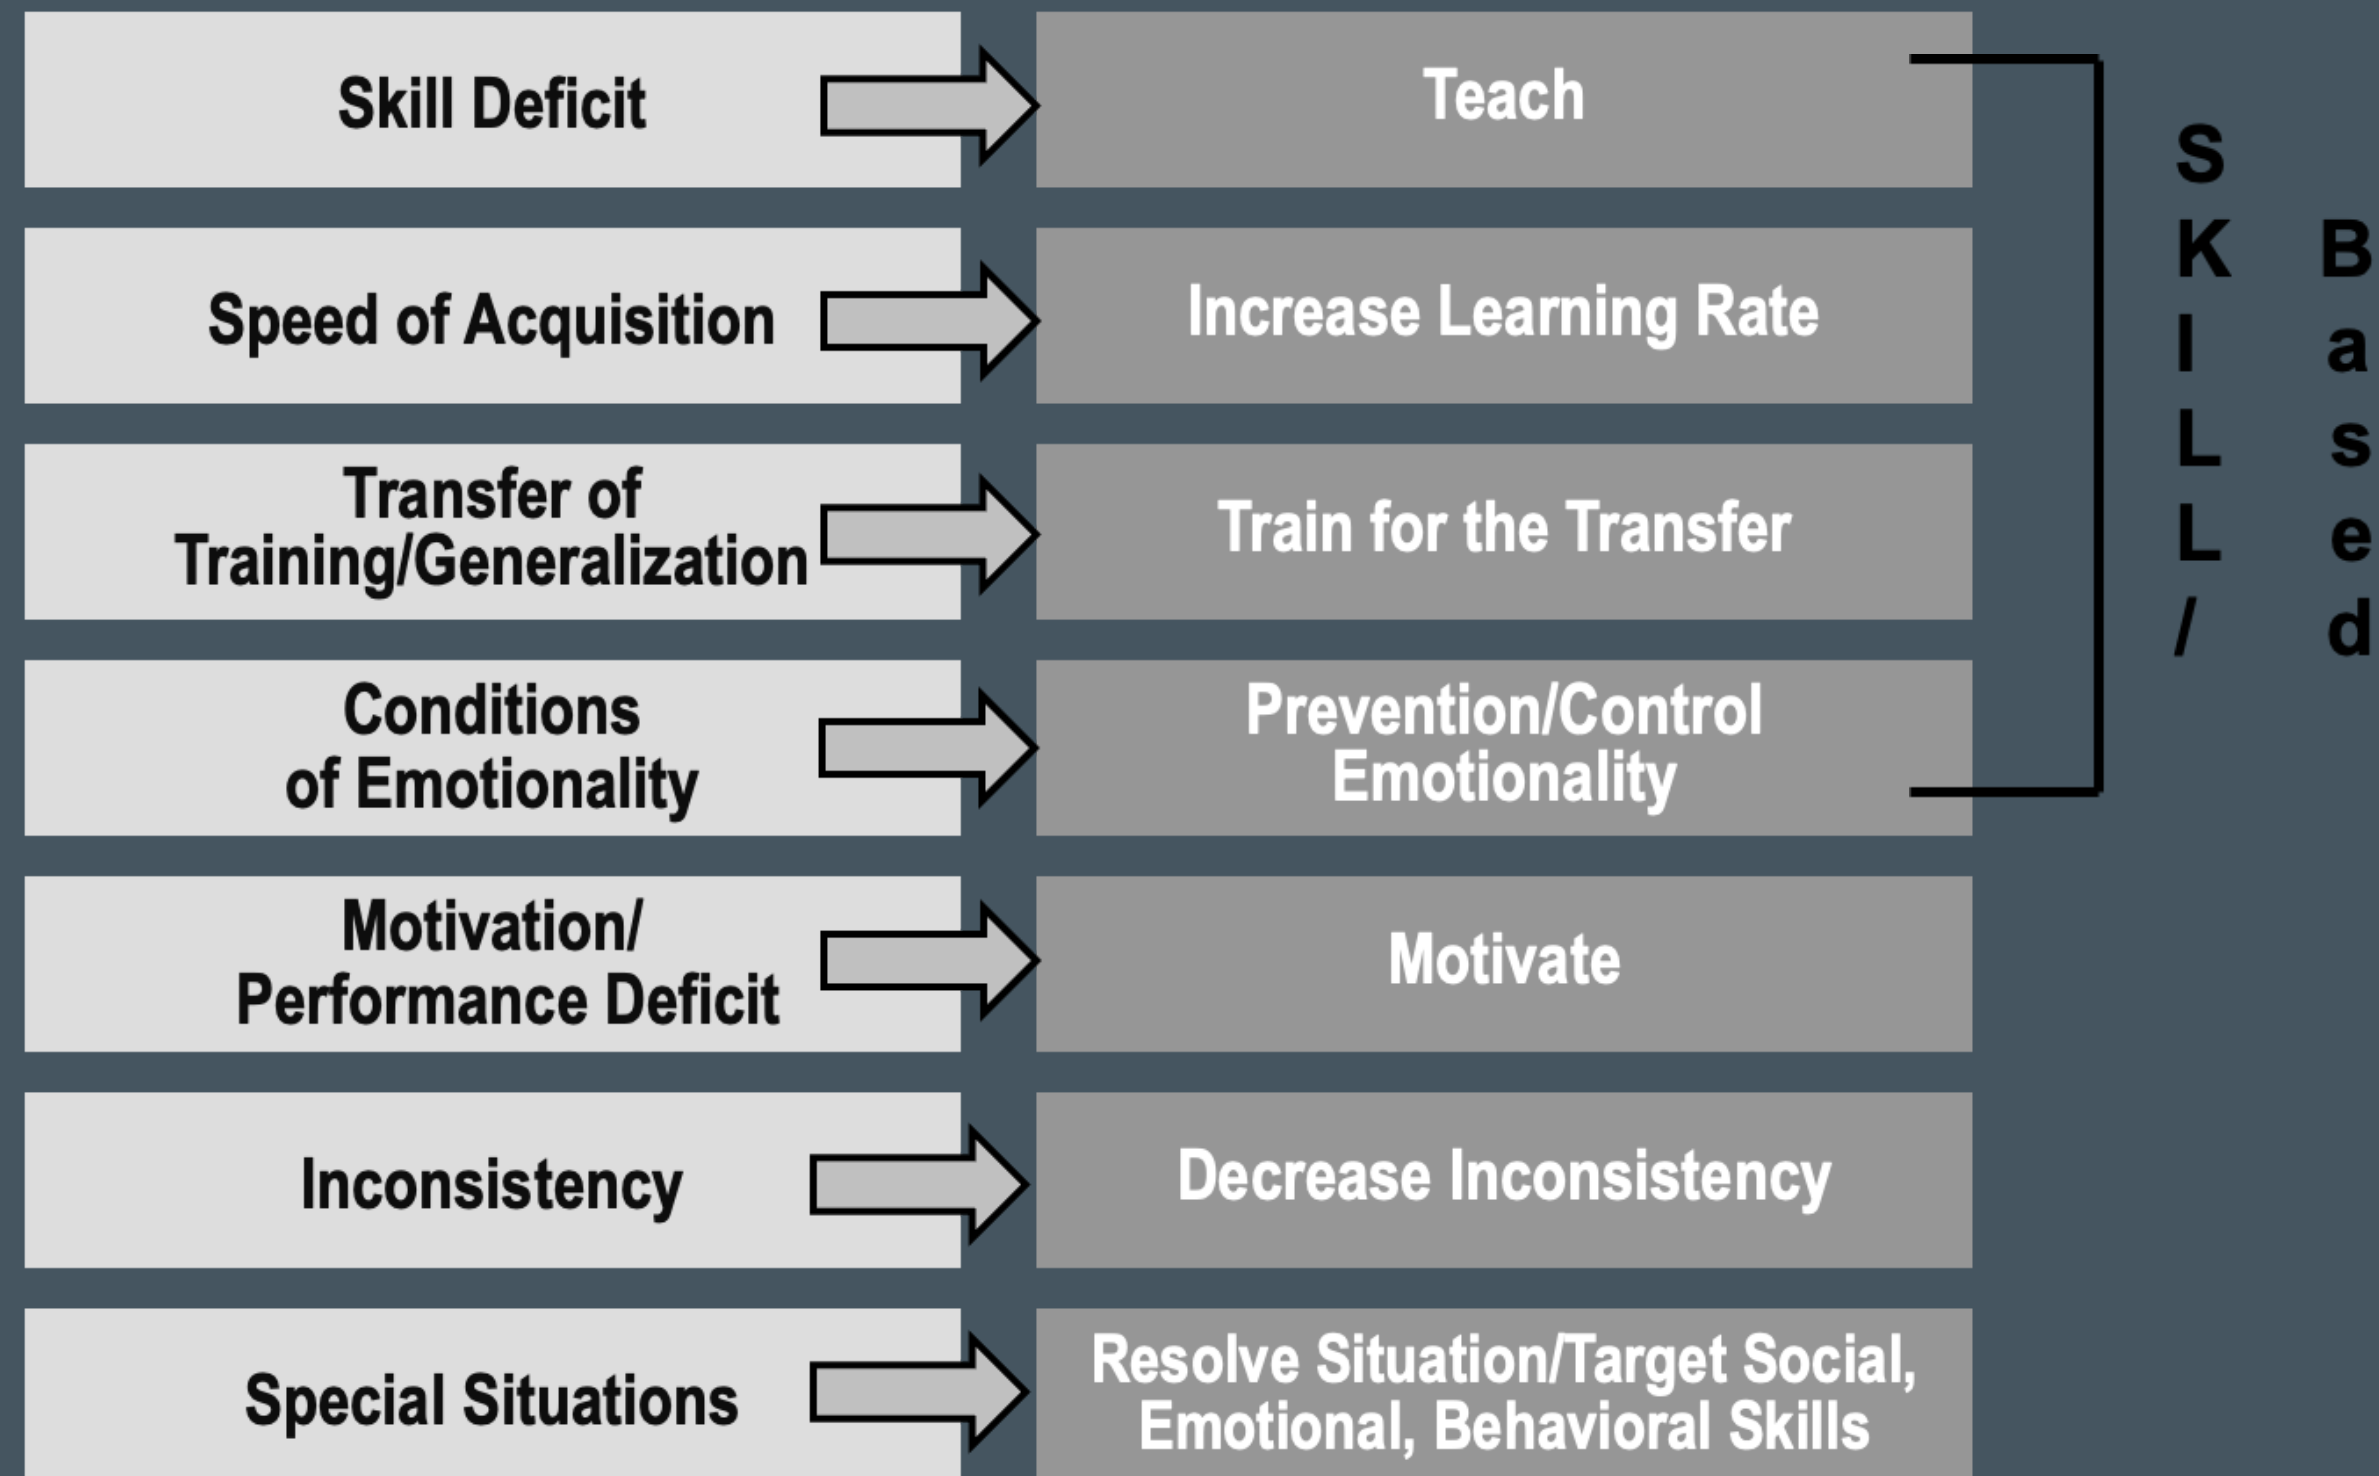 Skill Deficit
Teach
Speed of Acquisition
Increase Learning Rate
Transfer of
Training/Generalization
Train for the Transfer
Conditions
of Emotionality
Prevention/Control
Emotionality
Motivation/
Performance Deficit
Motivate
Inconsistency
Decrease Inconsistency
Special Situations
Resolve Situation/Target Social,
Emotional, Behavioral Skills
SKILL/
Based